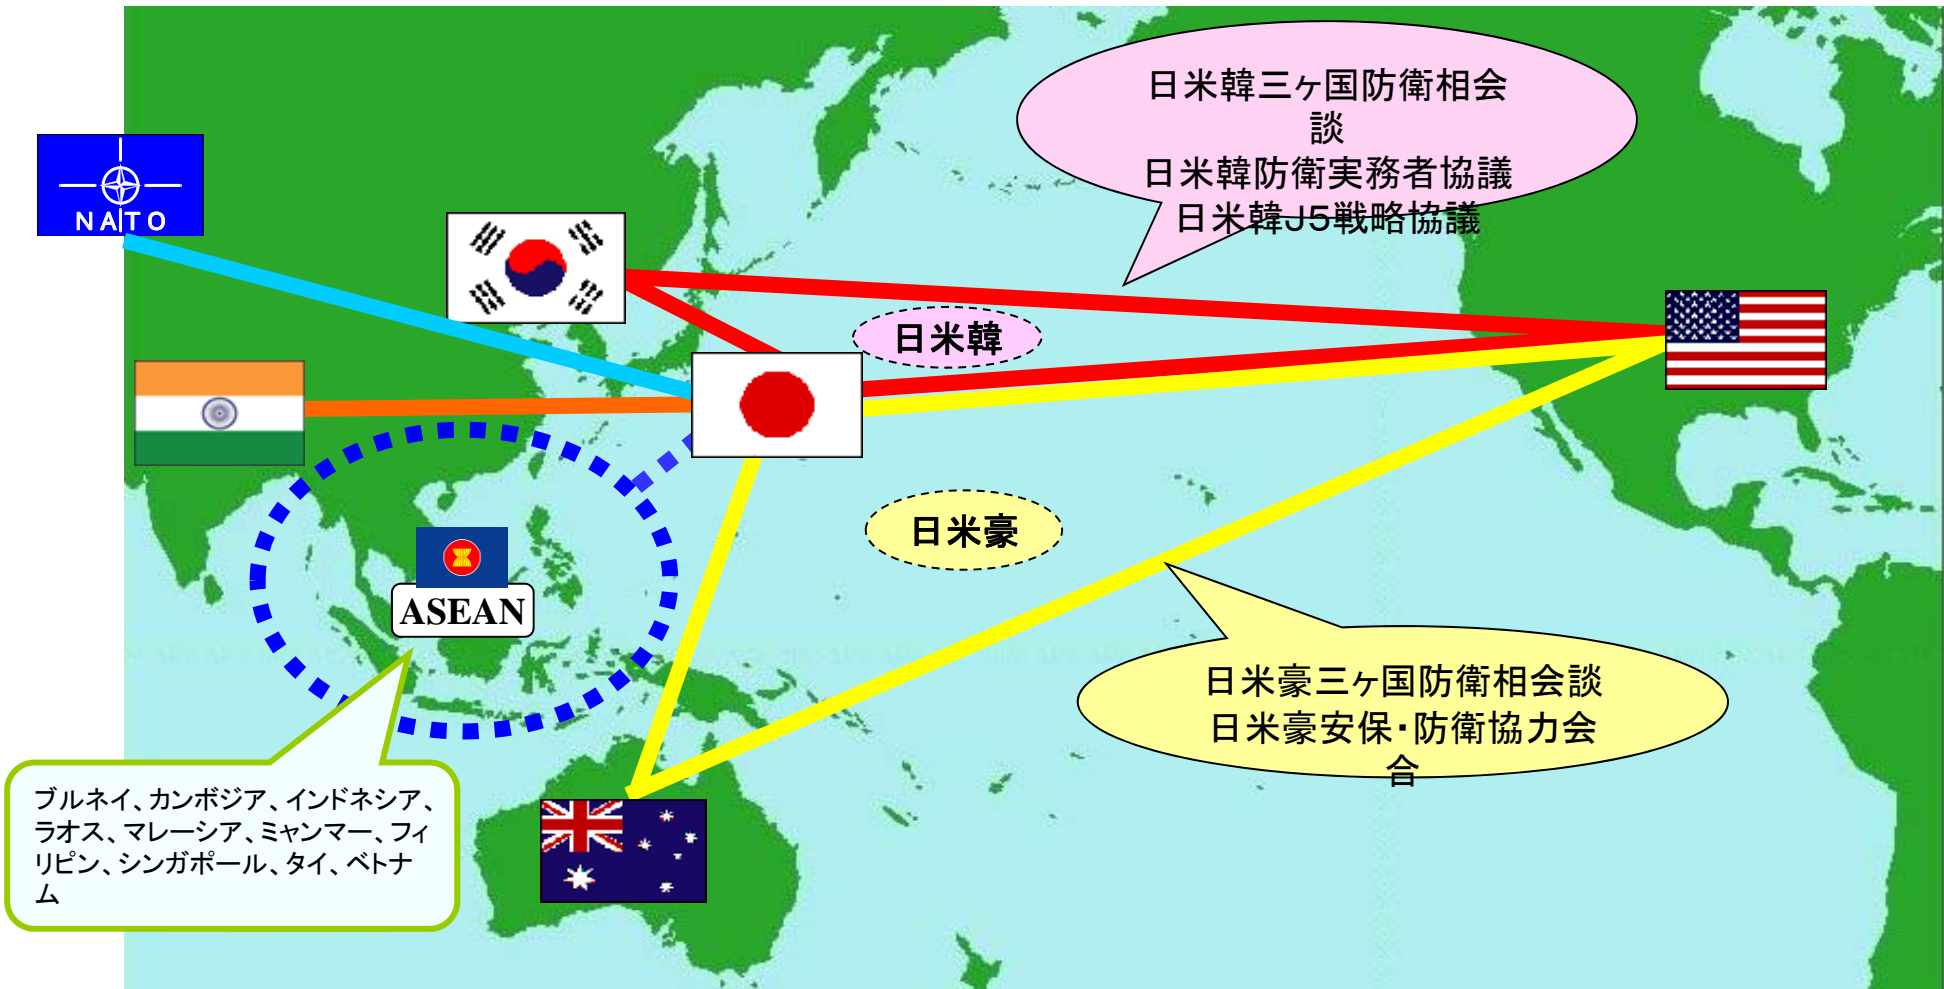 日米韓三ヶ国防衛相会
談
日米韓防衛実務者協議
日米韓J5戦略協議
NATO
日米韓
日米豪
ASEAN
日米豪三ヶ国防衛相会談
日米豪安保・防衛協力会
合
ブルネイ、カンボジア、インドネシア、
ラオス、マレーシア、ミャンマー、フィ
リピン、シンガポール、タイ、ベトナ
ム